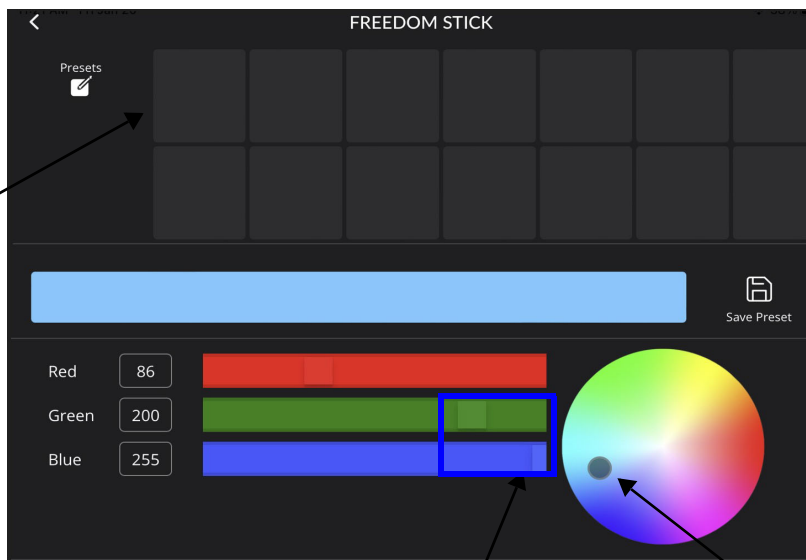 FREEDOM STICK
Presets
Save Preset
Red 86
Green 200
Blue 255